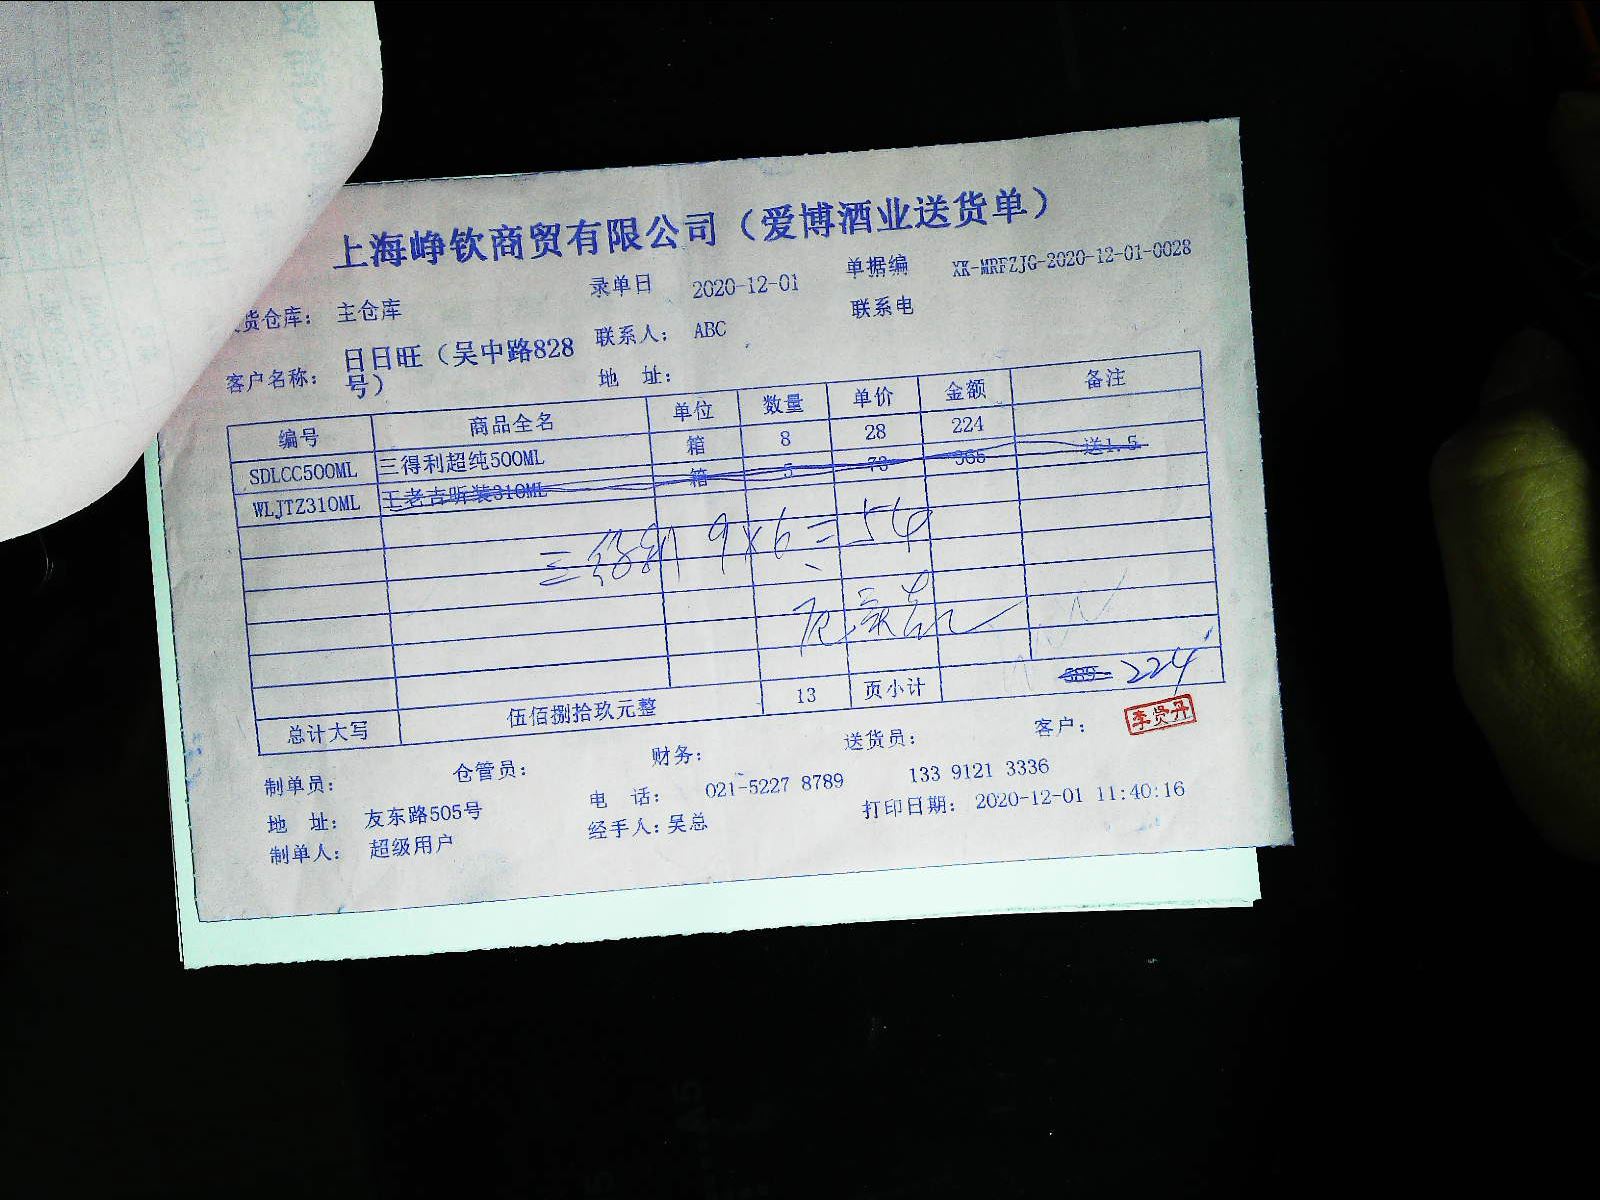 上海峥钦商贸有限公司（爱博酒业送货单）
货仓库： 主仓库 录单日 2020-12-01 单据编 XK-MRFZJG-2020-12-01-0028
客户名称： 日日旺（吴中路828号） 联系人： ABC 联系电
地 址：
编号 商品全名 单位 数量 单价 金额 备注
SDLCC500ML 三得利超纯500ML 箱 8 28 224
WLJTZ310ML 王老吉听装310ML 箱 5 73 365 送1.5
三得利 9×6=54
总计大写 伍佰捌拾玖元整 13 页小计 589 224
制单员： 仓管员： 财务： 送货员： 客户： 李贤丹
地 址： 友东路505号 电 话： 021-5227 8789 133 9121 3336
制单人： 超级用户 经手人：吴总 打印日期： 2020-12-01 11:40:16